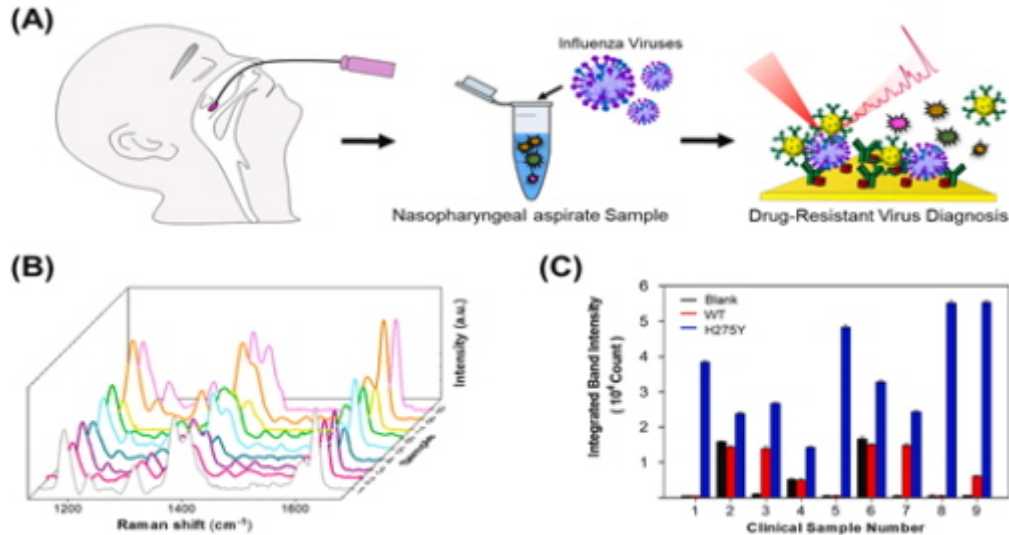 (A)
Influenza Viruses
Nasopharyngeal aspirate Sample
Drug-Resistant Virus Diagnosis
(B)
Intensity (a.u.)
1200
1400
1600
Raman shift (cm⁻¹)
(C)
Integrated Band Intensity
( 10⁴ Count )
6
5
4
3
2
1
Blank
WT
H275Y
1 2 3 4 5 6 7 8 9
Clinical Sample Number